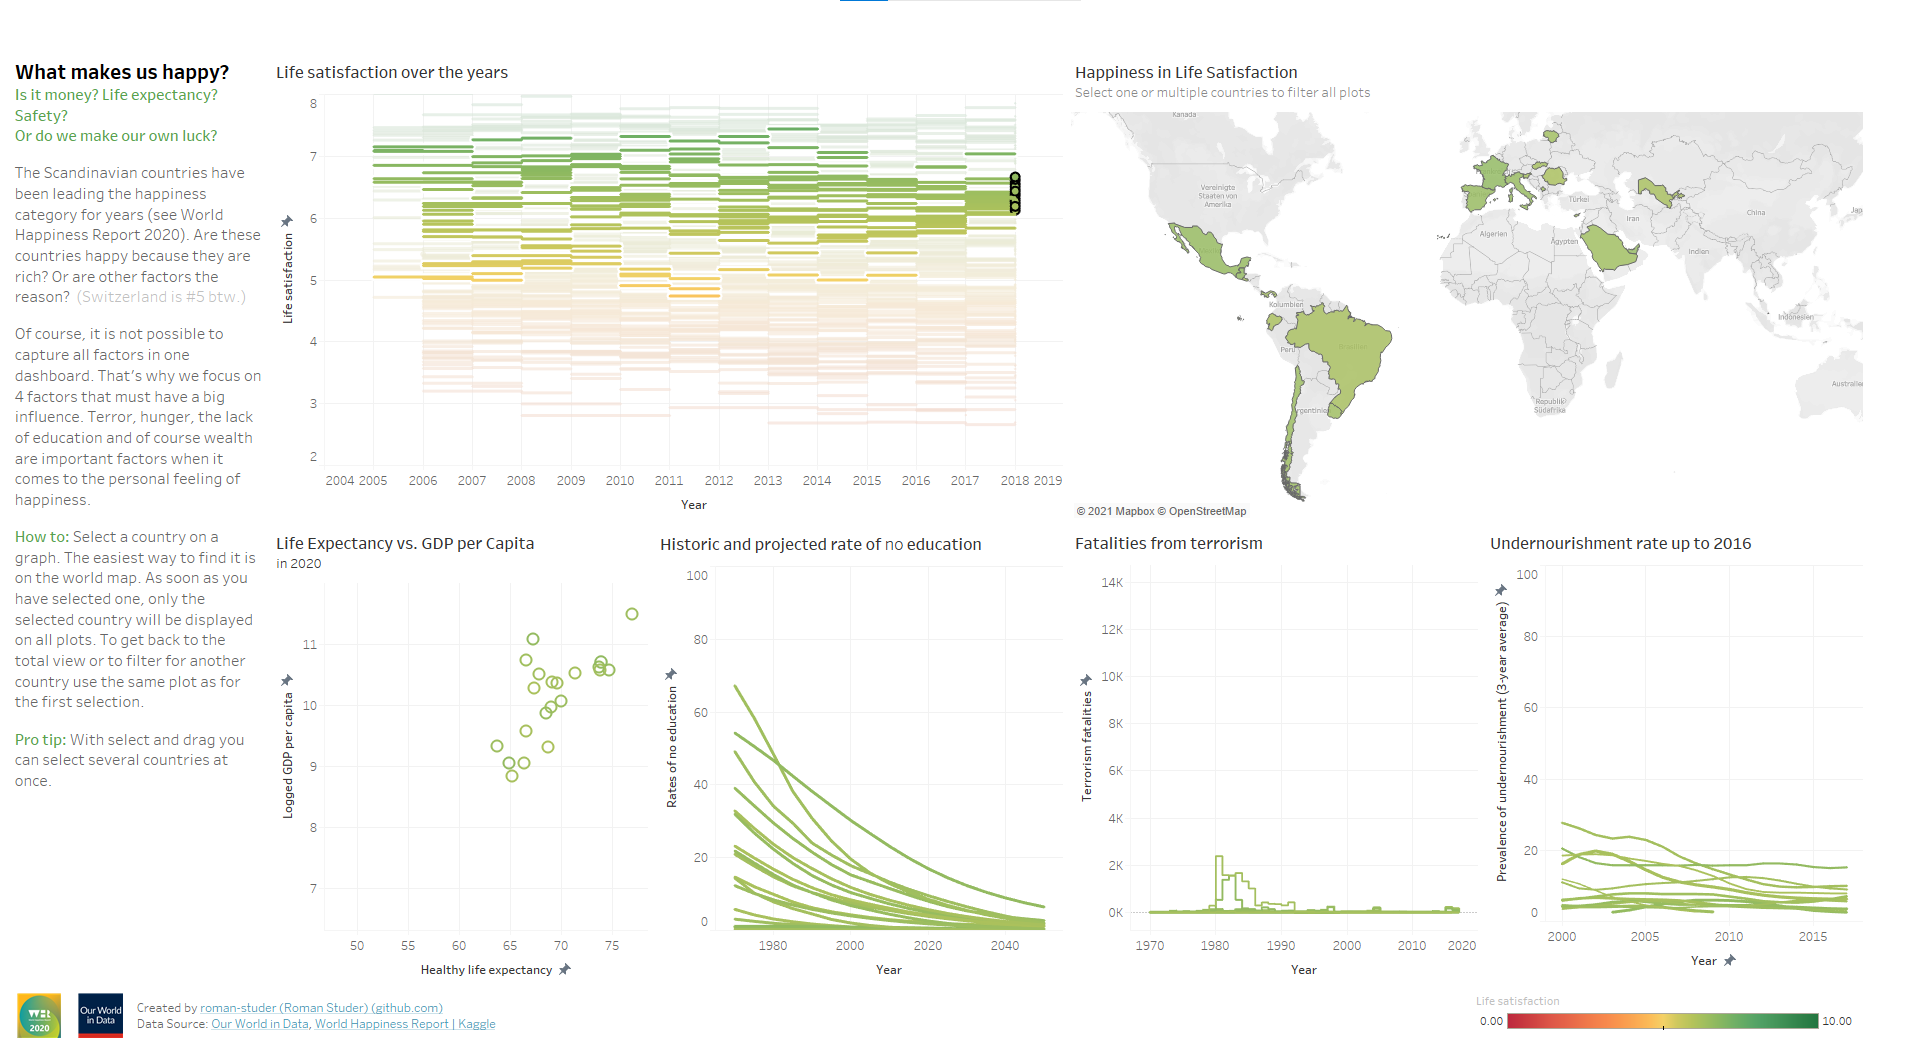 What makes us happy?
Is it money? Life expectancy?
Safety?
Or do we make our own luck?
The Scandinavian countries have
been leading the happiness
category for years (see World
Happiness Report 2020). Are these
countries happy because they are
rich? Or are other factors the
reason? (Switzerland is #5 btw.)
Of course, it is not possible to
capture all factors in one
dashboard. That's why we focus on
4 factors that must have a big
influence. Terror, hunger, the lack
of education and of course wealth
are important factors when it
comes to the personal feeling of
happiness.
How to: Select a country on a
graph. The easiest way to find it is
on the world map. As soon as you
have selected one, only the
selected country will be displayed
on all plots. To get back to the
total view or to filter for another
country use the same plot as for
the first selection.
Pro tip: With select and drag you
can select several countries at
once.
Life satisfaction over the years
Life satisfaction
8
7
6
5
4
3
2
2004 2005 2006 2007 2008 2009 2010 2011 2012 2013 2014 2015 2016 2017 2018 2019
Year
Happiness in Life Satisfaction
Select one or multiple countries to filter all plots
Kanada
Vereinigte
Staaten von
Amerika
Kolumbien
Peru
Brasilien
Argentinie
Türkei
Iran
China
Jap
Algerien
Ägypten
Indien
Indonesien
Republik
Südafrika
Australie
© 2021 Mapbox © OpenStreetMap
Life Expectancy vs. GDP per Capita
in 2020
Logged GDP per capita
11
10
9
8
7
50 55 60 65 70 75
Healthy life expectancy
Historic and projected rate of no education
Rates of no education
100
80
60
40
20
0
1980 2000 2020 2040
Year
Fatalities from terrorism
Terrorism fatalities
14K
12K
10K
8K
6K
4K
2K
0K
1970 1980 1990 2000 2010 2020
Year
Undernourishment rate up to 2016
Prevalence of undernourishment (3-year average)
100
80
60
40
20
0
2000 2005 2010 2015
Year
WHR
2020
Our World
in Data
Created by roman-studer (Roman Studer) (github.com)
Data Source: Our World in Data, World Happiness Report | Kaggle
Life satisfaction
0.00 10.00